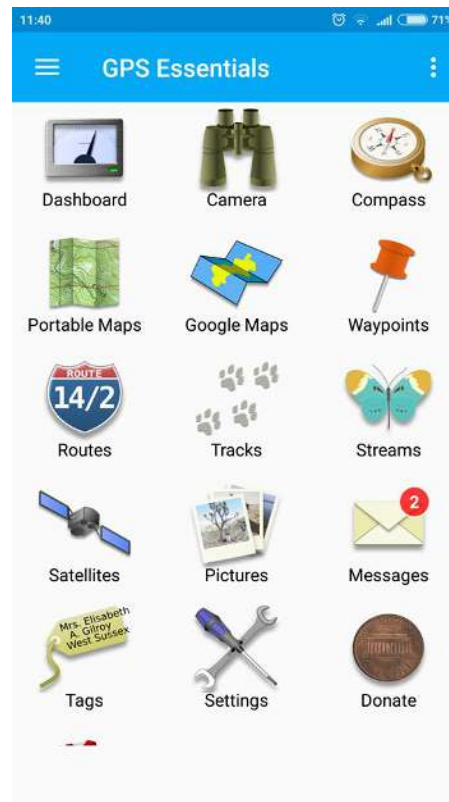 11:40
71%
GPS Essentials
Dashboard
Camera
Compass
Portable Maps
Google Maps
Waypoints
ROUTE
14/2
Routes
Tracks
Streams
Satellites
Pictures
2
Messages
Mrs. Elisabeth
A. Gilroy
West Sussex
Tags
Settings
Donate